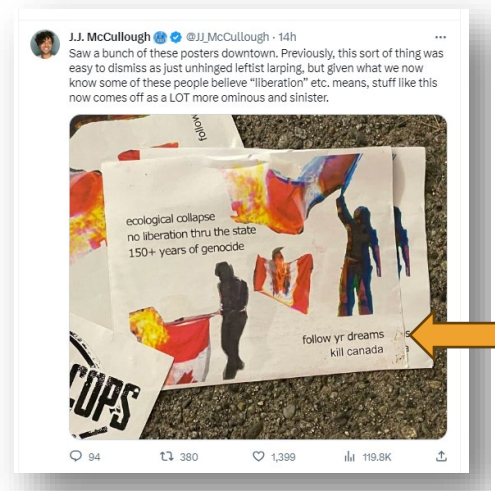 J.J. McCullough @JJ_McCullough · 14h
Saw a bunch of these posters downtown. Previously, this sort of thing was
easy to dismiss as just unhinged leftist larping, but given what we now
know some of these people believe “liberation” etc. means, stuff like this
now comes off as a LOT more ominous and sinister.
follow
ecological collapse
no liberation thru the state
150+ years of genocide
follow yr dreams
kill canada
COPS
94 380 1,399 119.8K